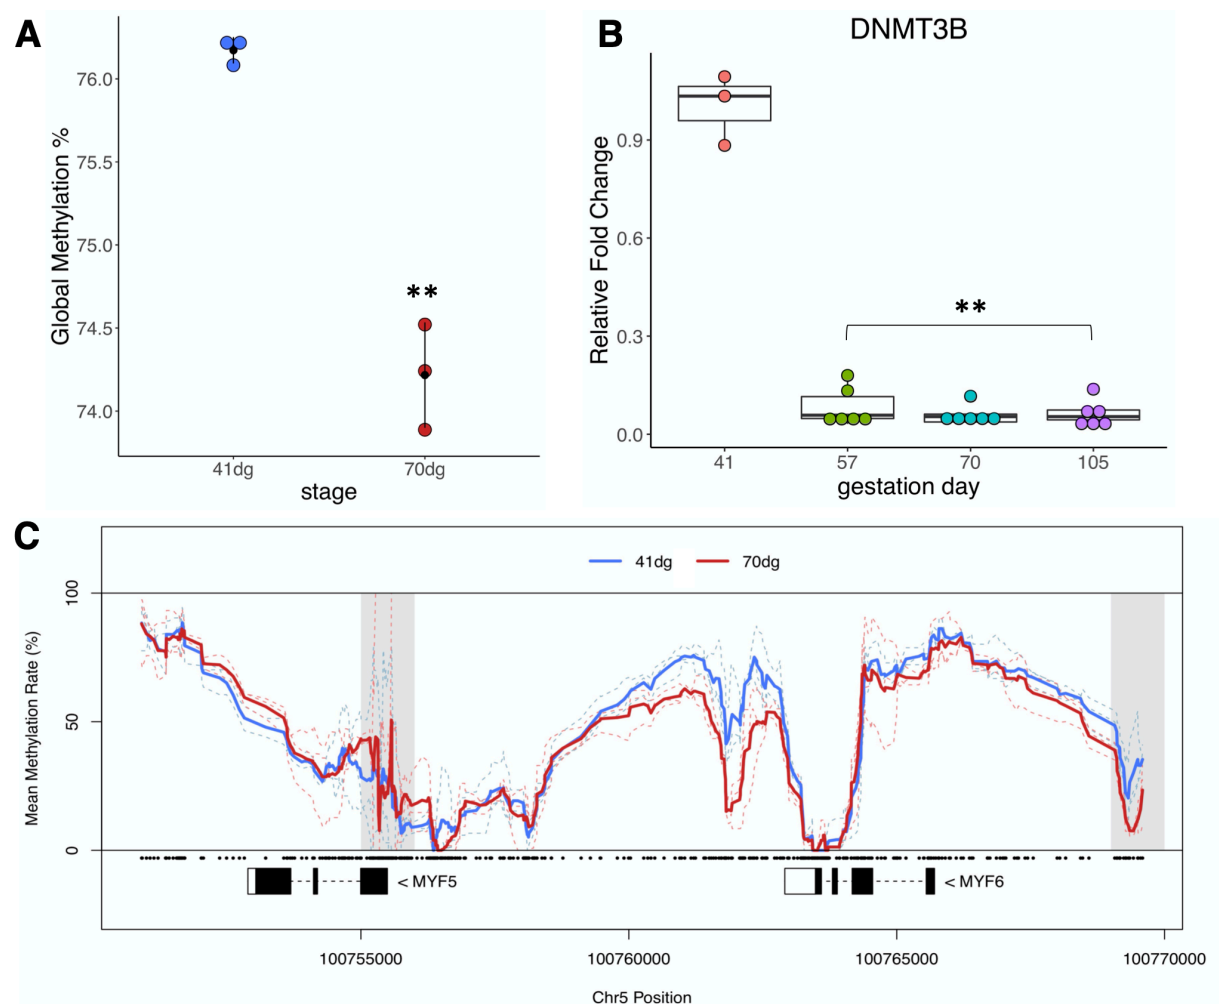 A
Global Methylation %
76.0
75.5
75.0
74.5
74.0
**
41dg
70dg
stage
B
DNMT3B
Relative Fold Change
0.9
0.6
0.3
0.0
**
41
57
70
105
gestation day
C
41dg
70dg
Mean Methylation Rate (%)
100
50
0
< MYF5
< MYF6
100755000
100760000
100765000
100770000
Chr5 Position